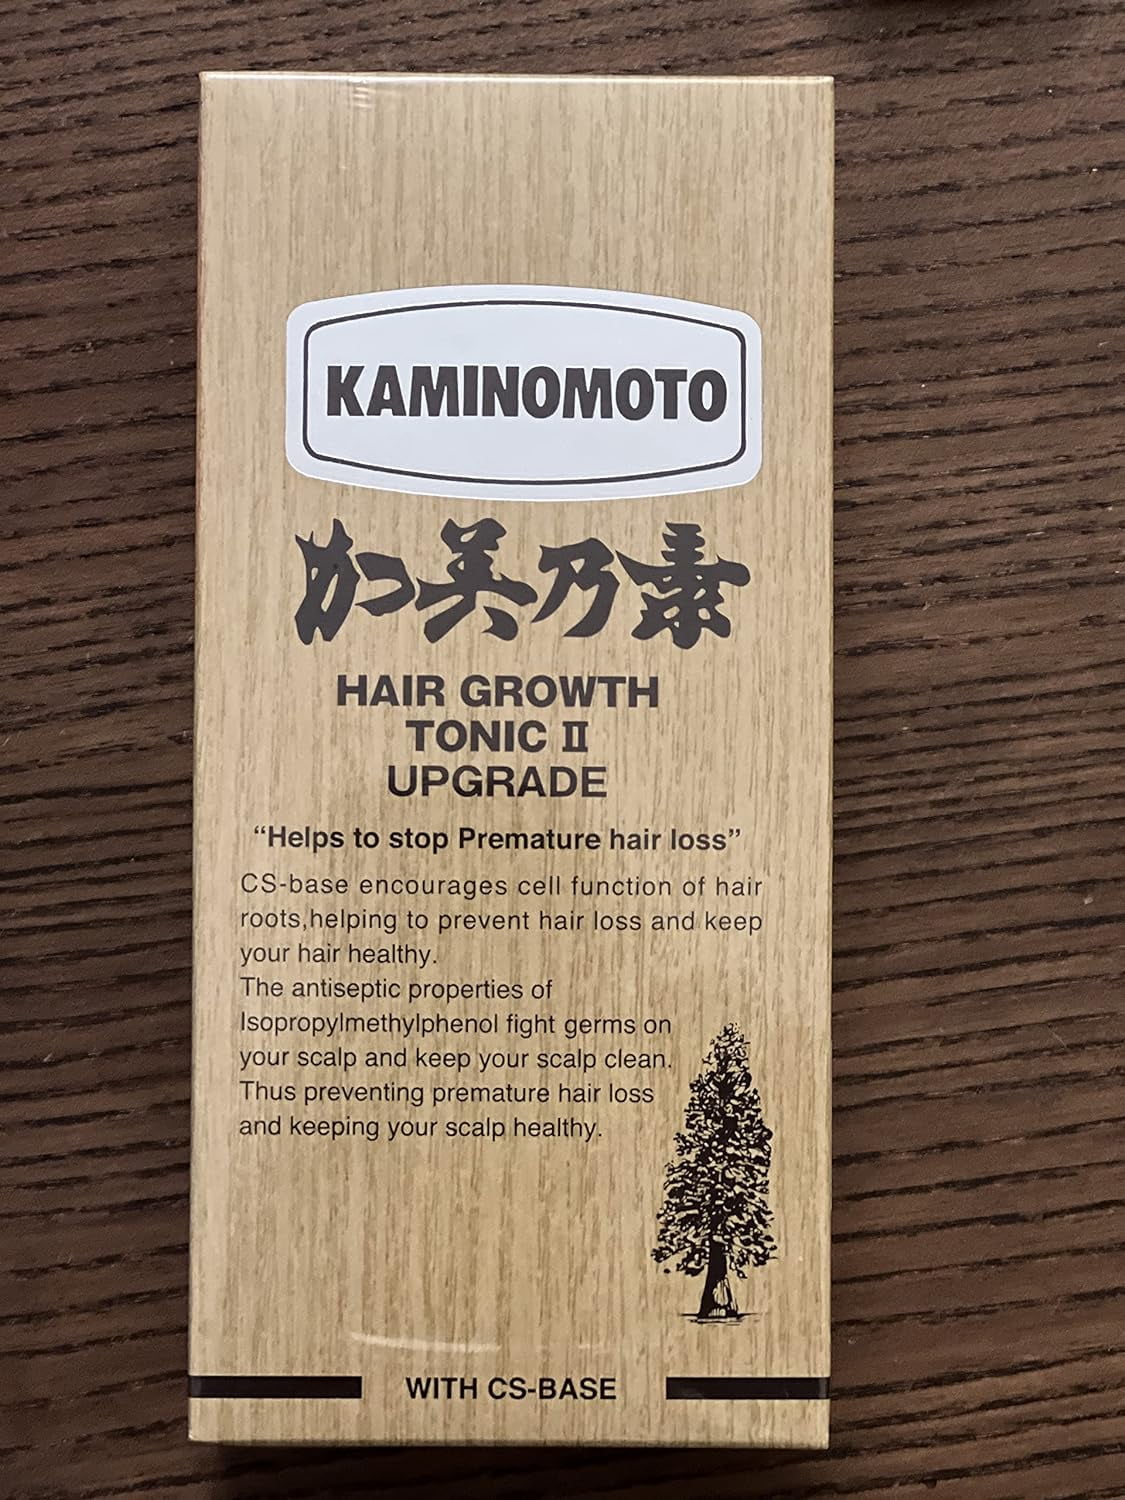 KAMINOMOTO
加美乃素
HAIR GROWTH
TONIC Ⅱ
UPGRADE
“Helps to stop Premature hair loss”
CS-base encourages cell function of hair
roots,helping to prevent hair loss and keep
your hair healthy.
The antiseptic properties of
Isopropylmethylphenol fight germs on
your scalp and keep your scalp clean.
Thus preventing premature hair loss
and keeping your scalp healthy.
WITH CS-BASE